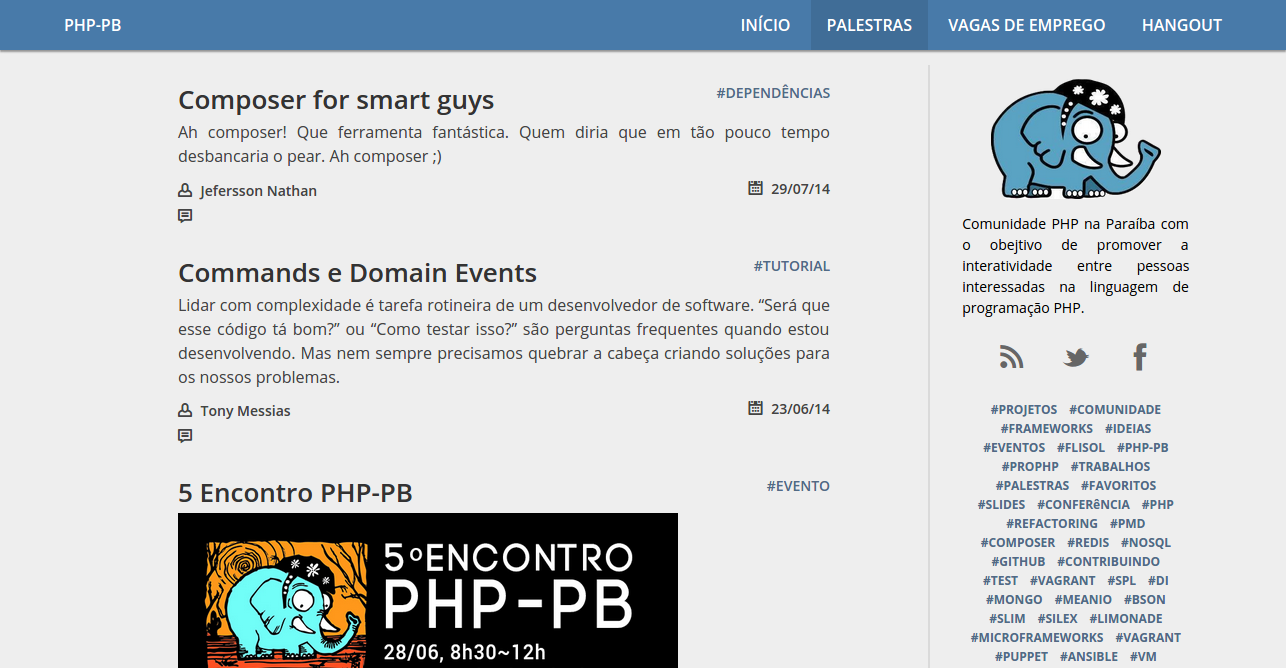 PHP-PB
INÍCIO
PALESTRAS
VAGAS DE EMPREGO
HANGOUT
Composer for smart guys
#DEPENDÊNCIAS
Ah composer! Que ferramenta fantástica. Quem diria que em tão pouco tempo
desbancaria o pear. Ah composer ;)
Jefersson Nathan
29/07/14
Commands e Domain Events
#TUTORIAL
Lidar com complexidade é tarefa rotineira de um desenvolvedor de software. “Será que
esse código tá bom?” ou “Como testar isso?” são perguntas frequentes quando estou
desenvolvendo. Mas nem sempre precisamos quebrar a cabeça criando soluções para
os nossos problemas.
Tony Messias
23/06/14
5 Encontro PHP-PB
#EVENTO
5º ENCONTRO
PHP-PB
28/06, 8h30~12h
Comunidade PHP na Paraíba com
o obejtivo de promover a
interatividade entre pessoas
interessadas na linguagem de
programação PHP.
#PROJETOS #COMUNIDADE
#FRAMEWORKS #IDEIAS
#EVENTOS #FLISOL #PHP-PB
#PROPHP #TRABALHOS
#PALESTRAS #FAVORITOS
#SLIDES #CONFERêNCIA #PHP
#REFACTORING #PMD
#COMPOSER #REDIS #NOSQL
#GITHUB #CONTRIBUINDO
#TEST #VAGRANT #SPL #DI
#MONGO #MEANIO #BSON
#SLIM #SILEX #LIMONADE
#MICROFRAMEWORKS #VAGRANT
#PUPPET #ANSIBLE #VM